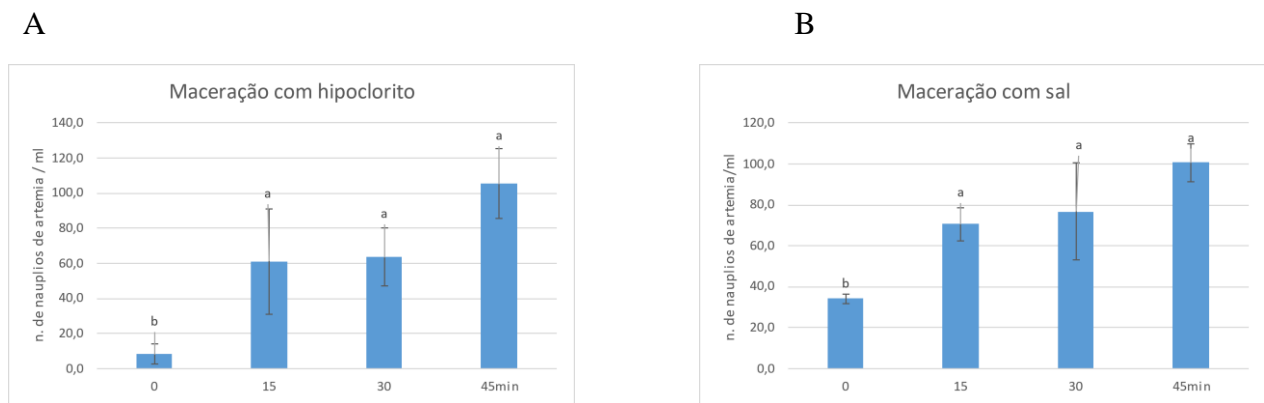 A
Maceração com hipoclorito
n. de nauplios de artemia / ml
140,0
120,0
100,0
80,0
60,0
40,0
20,0
0,0
b
a
a
a
0
15
30
45min
B
Maceração com sal
n. de nauplios de artemia/ml
120,0
100,0
80,0
60,0
40,0
20,0
0,0
b
a
a
a
0
15
30
45min